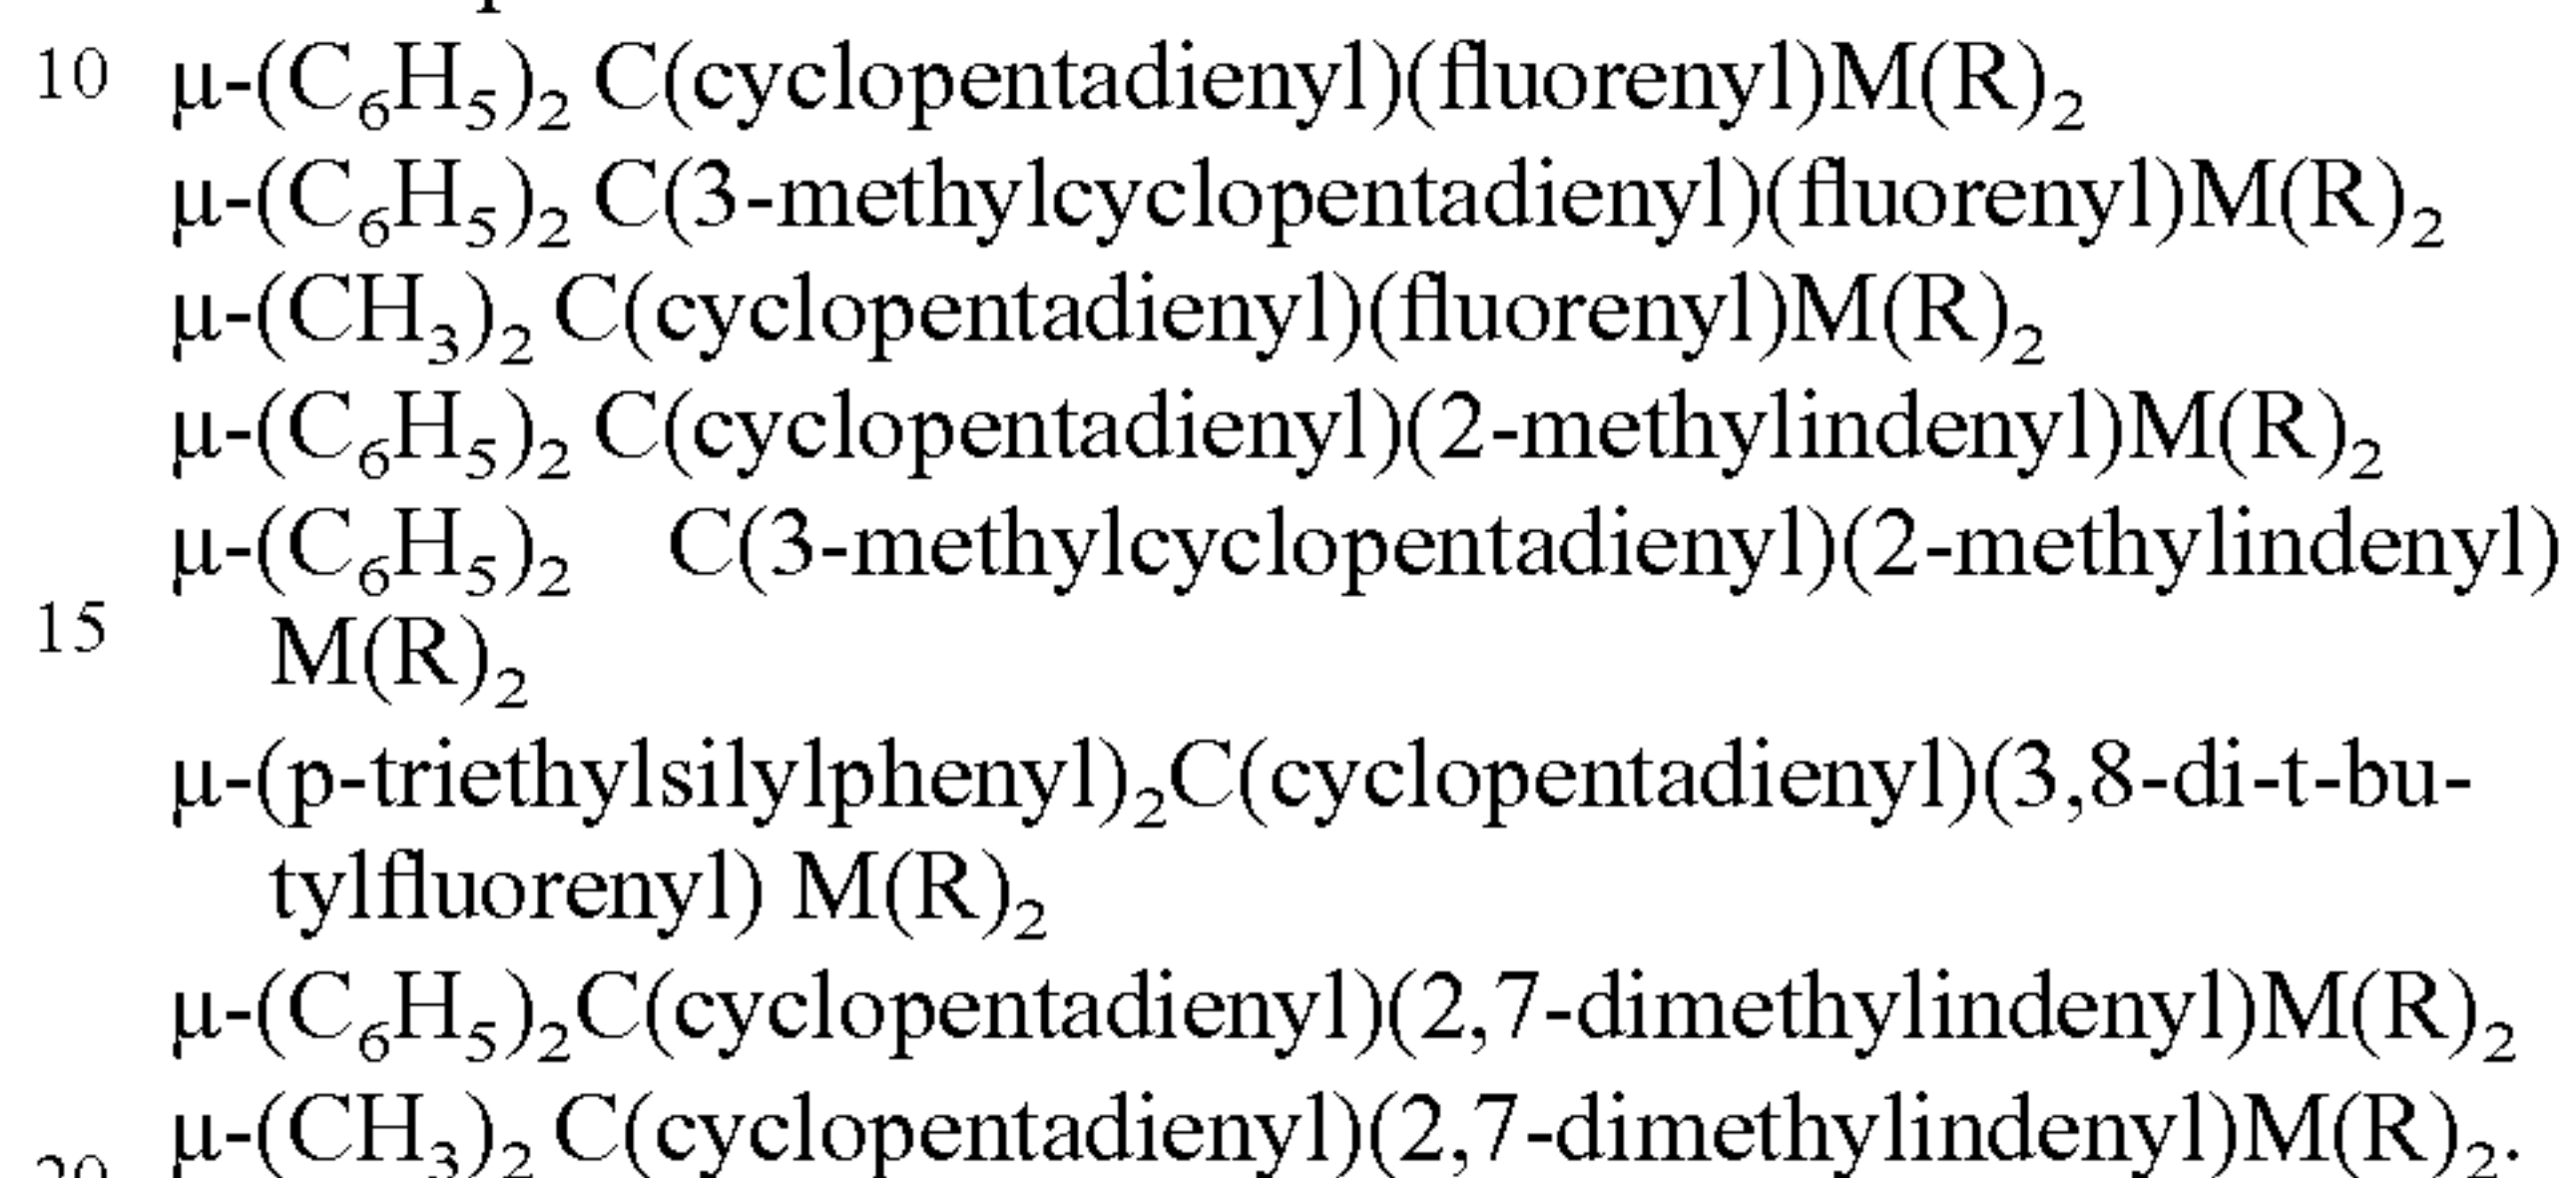 10 μ-(C₆H₅)₂ C(cyclopentadienyl)(fluorenyl)M(R)₂
μ-(C₆H₅)₂ C(3-methylcyclopentadienyl)(fluorenyl)M(R)₂
μ-(CH₃)₂ C(cyclopentadienyl)(fluorenyl)M(R)₂
μ-(C₆H₅)₂ C(cyclopentadienyl)(2-methylindenyl)M(R)₂
μ-(C₆H₅)₂ C(3-methylcyclopentadienyl)(2-methylindenyl)
15 M(R)₂
μ-(p-triethylsilylphenyl)₂C(cyclopentadienyl)(3,8-di-t-bu-
tylfluorenyl) M(R)₂
μ-(C₆H₅)₂C(cyclopentadienyl)(2,7-dimethylindenyl)M(R)₂
20 μ-(CH₃)₂ C(cyclopentadienyl)(2,7-dimethylindenyl)M(R)₂.